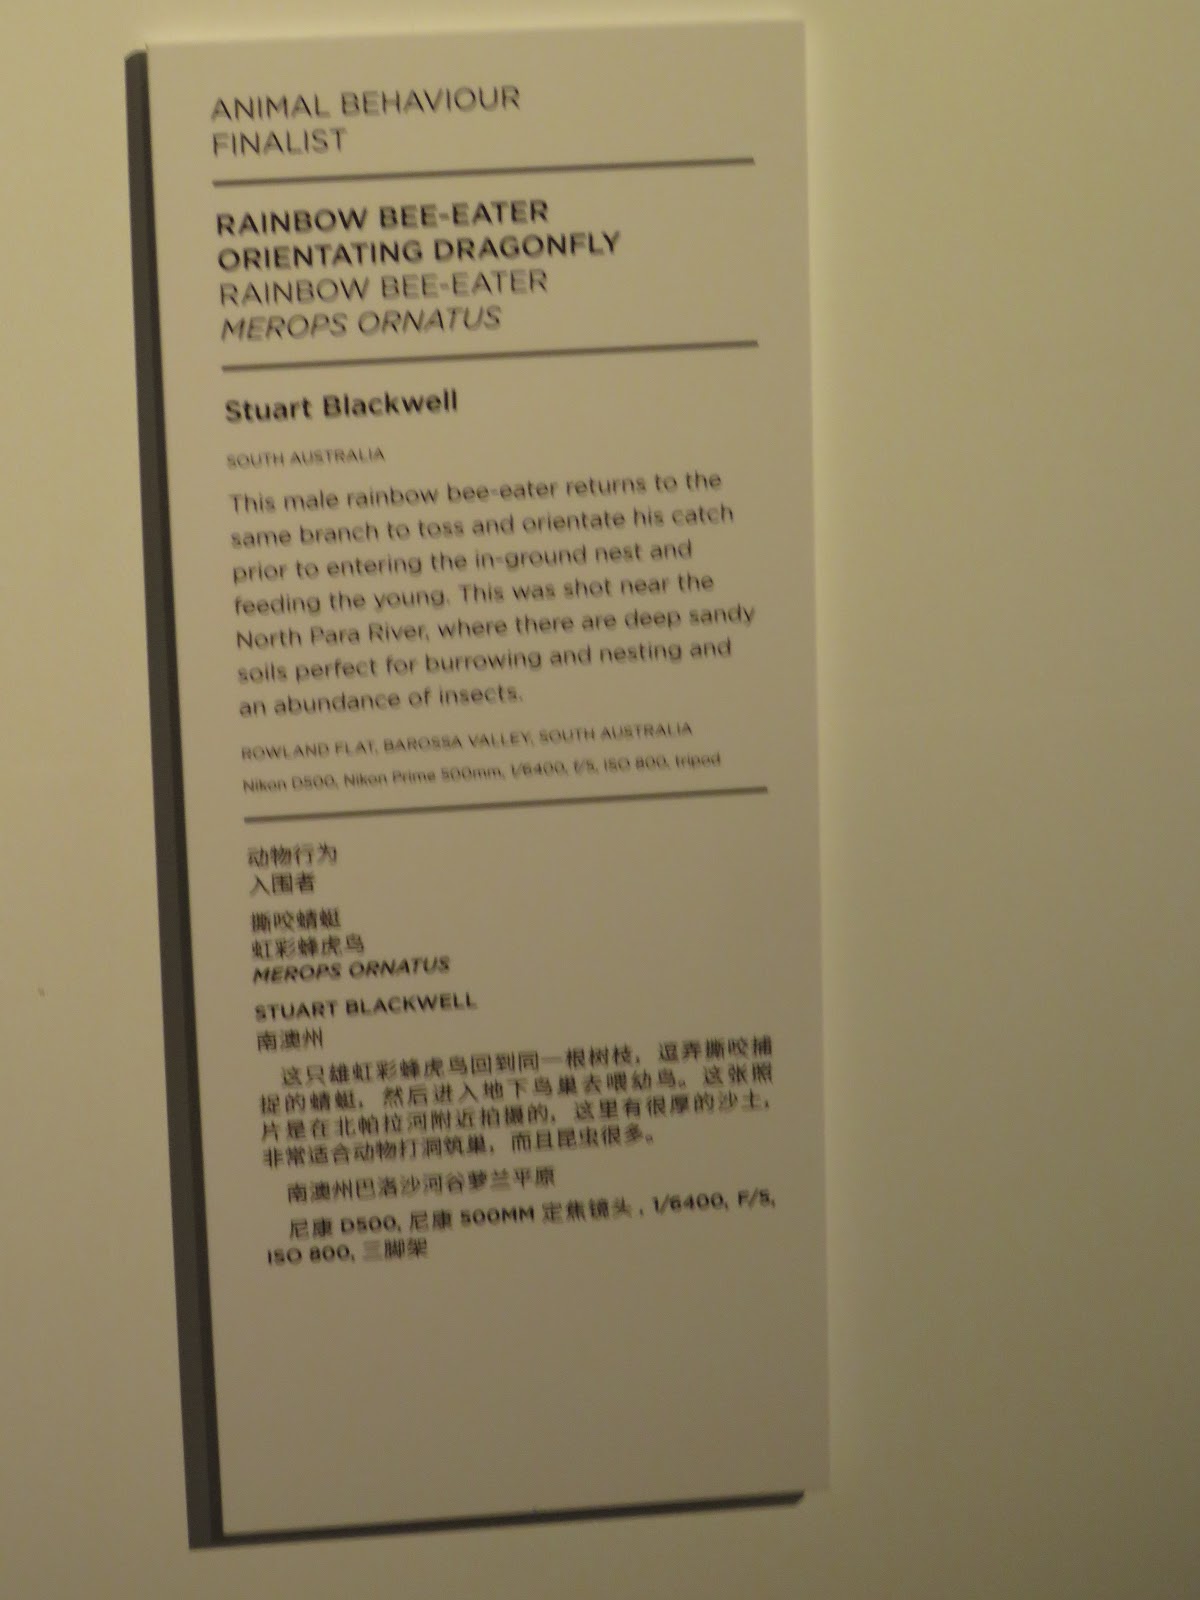 ANIMAL BEHAVIOUR
FINALIST
RAINBOW BEE-EATER
ORIENTATING DRAGONFLY
RAINBOW BEE-EATER
MEROPS ORNATUS
Stuart Blackwell
SOUTH AUSTRALIA
This male rainbow bee-eater returns to the
same branch to toss and orientate his catch
prior to entering the in-ground nest and
feeding the young. This was shot near the
North Para River, where there are deep sandy
soils perfect for burrowing and nesting and
an abundance of insects.
ROWLAND FLAT, BAROSSA VALLEY, SOUTH AUSTRALIA
Nikon D500, Nikon Prime 500mm, 1/6400, f/5, ISO 800, tripod
动物行为
入围者
撕咬蜻蜓
虹彩蜂虎鸟
MEROPS ORNATUS
STUART BLACKWELL
南澳州
这只雄虹彩蜂虎鸟回到同一根树枝，逗弄撕咬捕
捉的蜻蜓，然后进入地下鸟巢去喂幼鸟。这张照
片是在北帕拉河附近拍摄的，这里有很厚的沙土，
非常适合动物打洞筑巢，而且昆虫很多。
南澳州巴洛沙河谷萝兰平原
尼康 D500, 尼康 500MM 定焦镜头 , 1/6400, F/5,
ISO 800, 三脚架